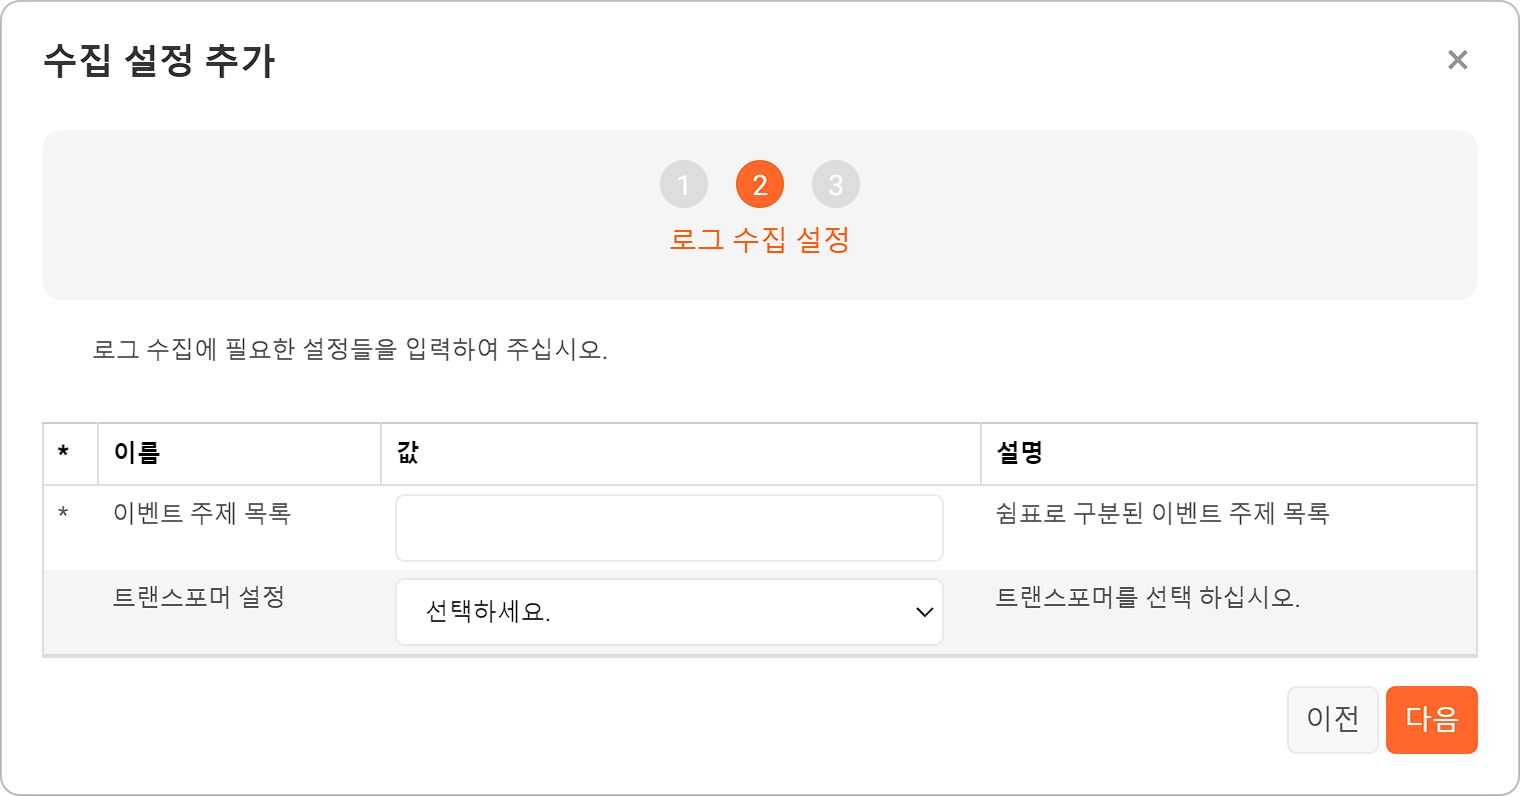 수집 설정 추가
×
1 2 3
로그 수집 설정
로그 수집에 필요한 설정들을 입력하여 주십시오.
* 이름 값 설명
* 이벤트 주제 목록 쉼표로 구분된 이벤트 주제 목록
트랜스포머 설정 선택하세요. 트랜스포머를 선택 하십시오.
이전 다음